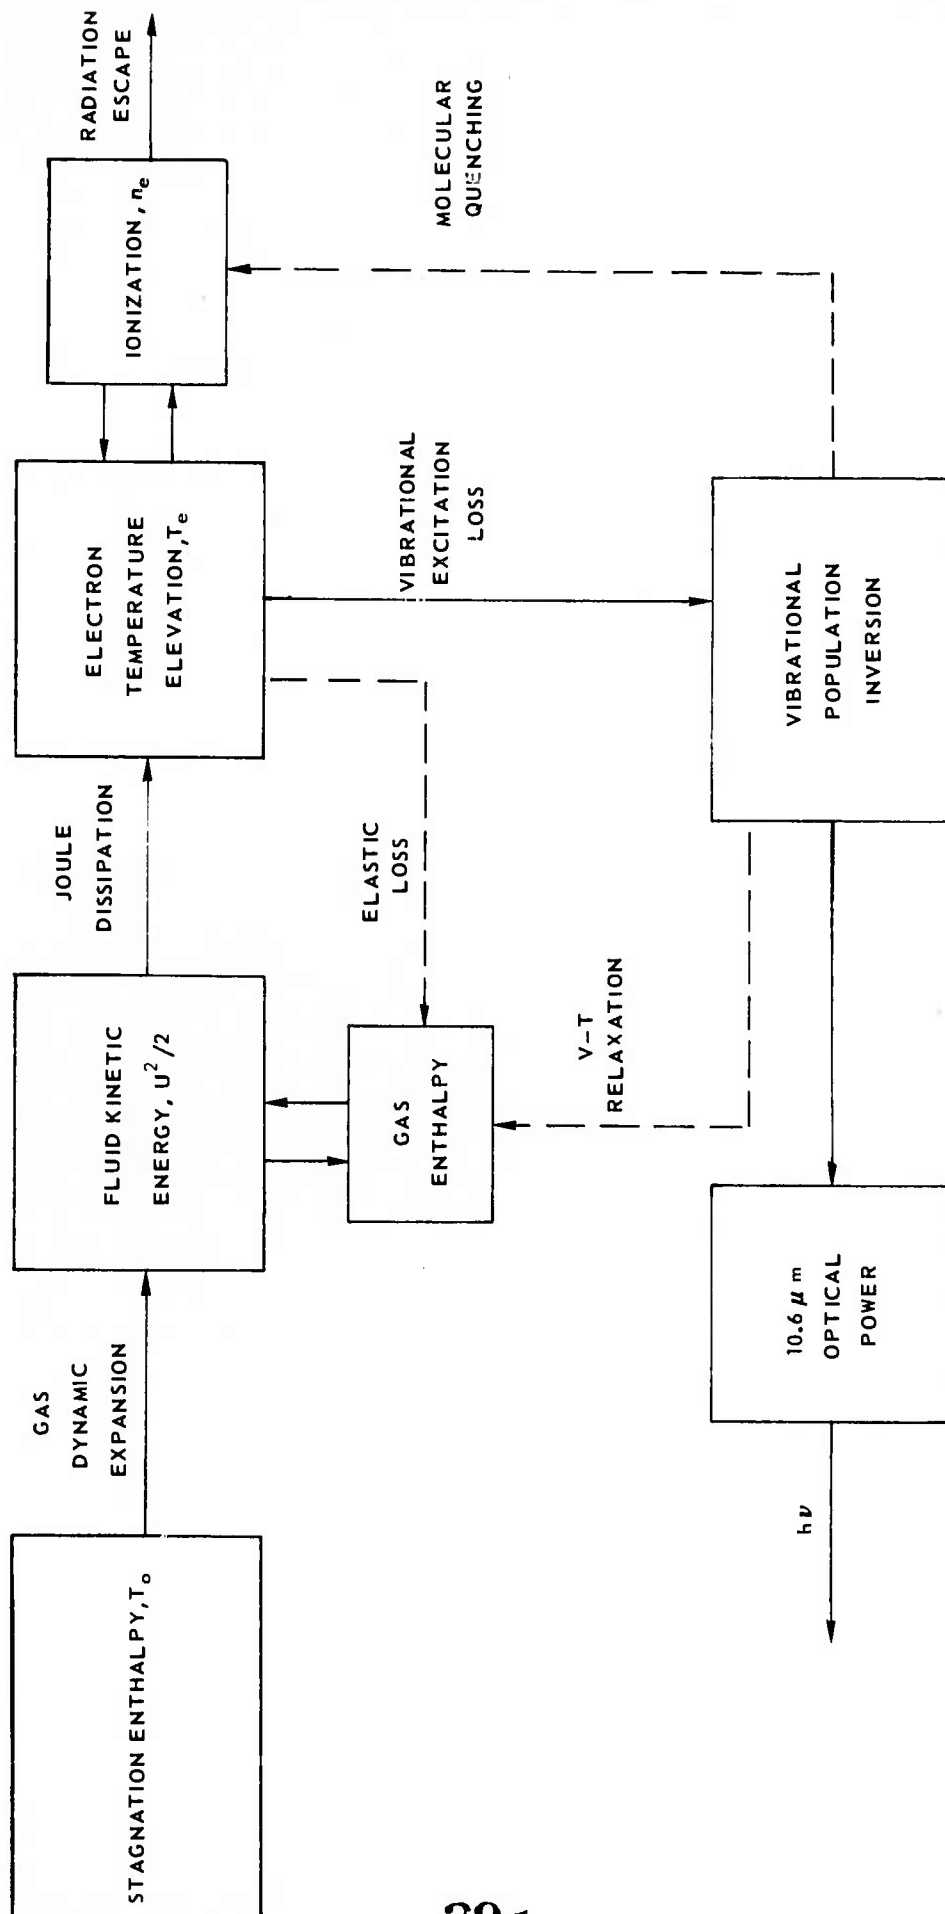 STAGNATION ENTHALPY, T₀
GAS
DYNAMIC
EXPANSION
FLUID KINETIC
ENERGY, U²/2
JOULE
DISSIPATION
ELECTRON
TEMPERATURE
ELEVATION, Tₑ
IONIZATION, nₑ
RADIATION
ESCAPE
GAS
ENTHALPY
ELASTIC
LOSS
VIBRATIONAL
EXCITATION
LOSS
MOLECULAR
QUENCHING
V-T
RELAXATION
hν
10.6 μm
OPTICAL
POWER
VIBRATIONAL
POPULATION
INVERSION